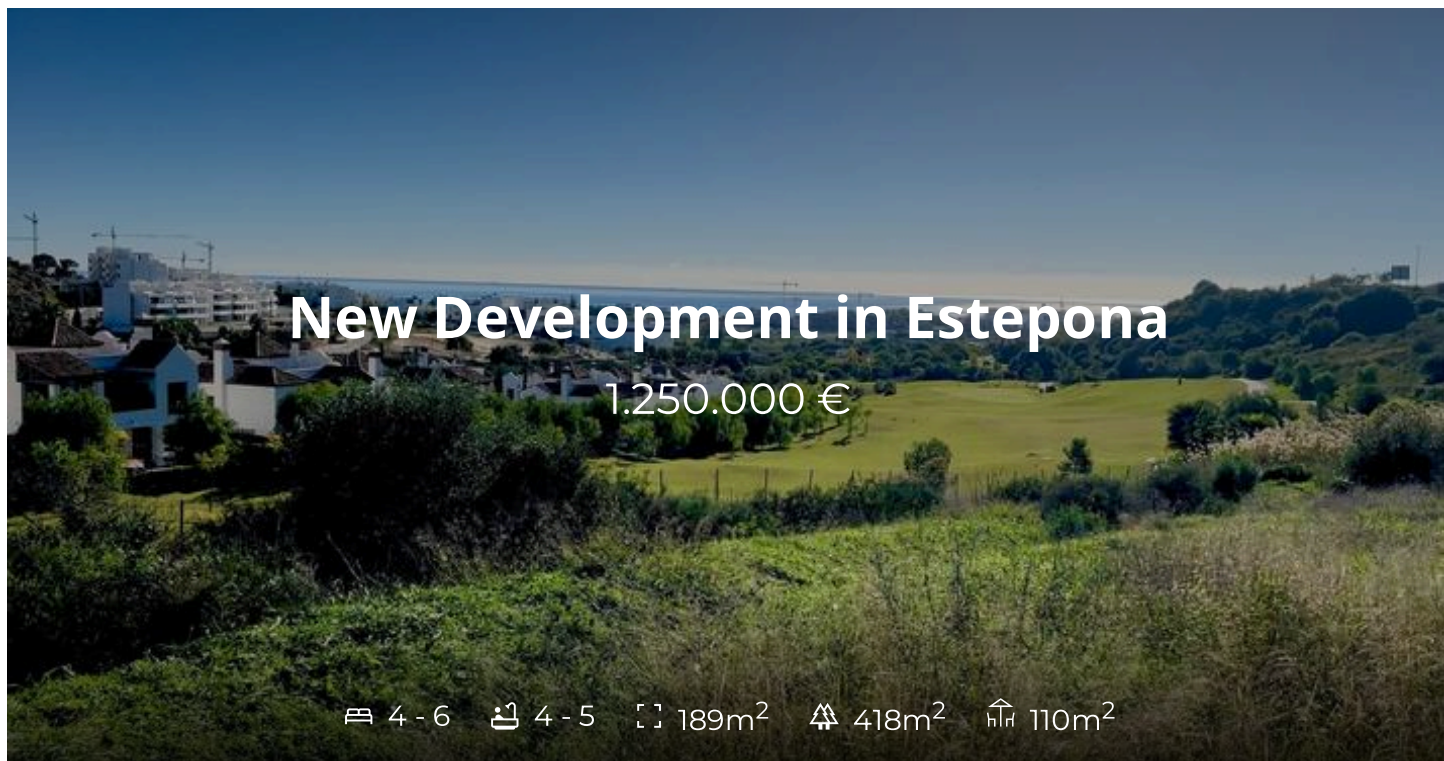 New Development in Estepona
1.250.000 €
4 - 6 4 - 5 189m² 418m² 110m²